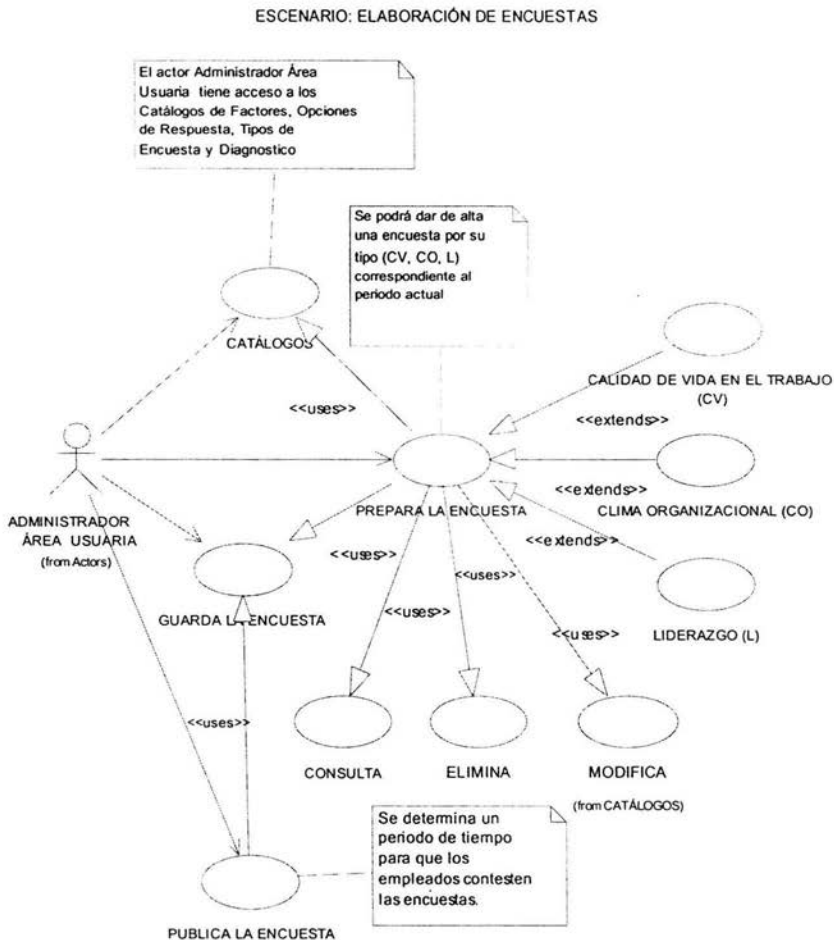 ESCENARIO: ELABORACIÓN DE ENCUESTAS
El actor Administrador Área
Usuaria tiene acceso a los
Catálogos de Factores, Opciones
de Respuesta, Tipos de
Encuesta y Diagnostico
Se podrá dar de alta
una encuesta por su
tipo (CV, CO, L)
correspondiente al
periodo actual
CATÁLOGOS
CALIDAD DE VIDA EN EL TRABAJO
(CV)
<<uses>>
<<extends>>
ADMINISTRADOR
ÁREA USUARIA
(from Actors)
PREPARA LA ENCUESTA
<<extends>>
CLIMA ORGANIZACIONAL (CO)
<<extends>>
<<uses>>
<<uses>>
GUARDA LA ENCUESTA
<<uses>>
LIDERAZGO (L)
<<uses>>
CONSULTA
ELIMINA
MODIFICA
(from CATÁLOGOS)
Se determina un
periodo de tiempo
para que los
empleados contesten
las encuestas.
PUBLICA LA ENCUESTA